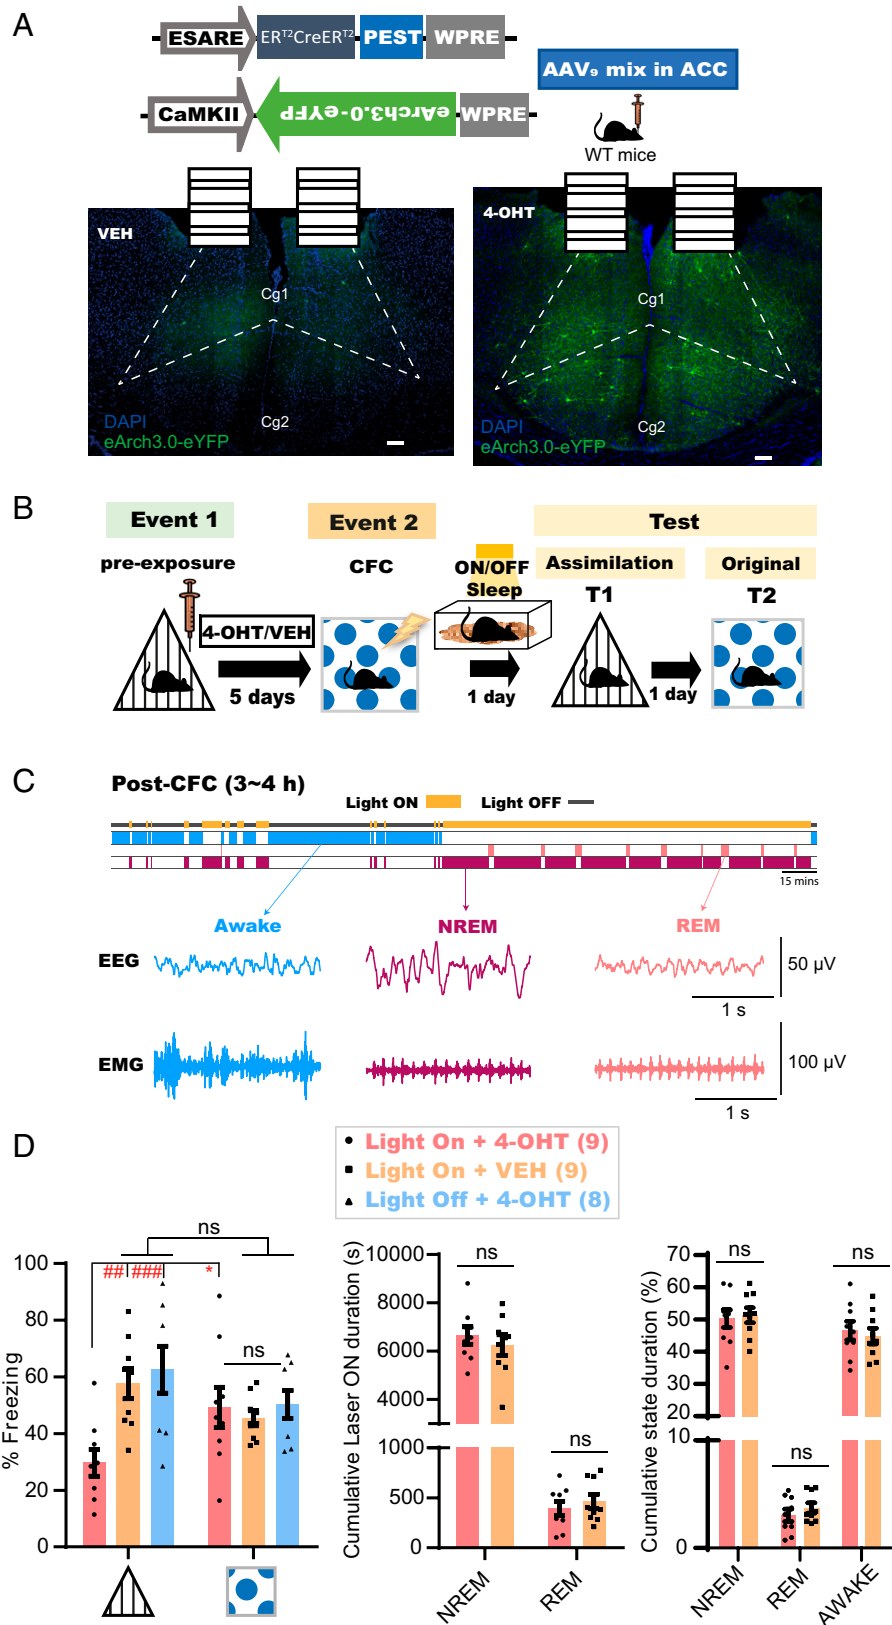 A
ESARE ER^T2CreER^T2 PEST WPRE
AAV₉ mix in ACC
CaMKII eArch3.0-eYFP WPRE
WT mice
VEH
Cg1
Cg2
DAPI
eArch3.0-eYFP
4-OHT
Cg1
Cg2
DAPI
eArch3.0-eYFP
B
Event 1 Event 2 Test
pre-exposure CFC ON/OFF Assimilation Original
Sleep T1 T2
4-OHT/VEH
5 days 1 day 1 day
C
Post-CFC (3~4 h)
Light ON Light OFF
15 mins
Awake NREM REM
EEG 50 µV
1 s
EMG 100 µV
1 s
D
Light On + 4-OHT (9)
Light On + VEH (9)
Light Off + 4-OHT (8)
% Freezing
100
80
60
40
20
0
ns
## ### *
ns
Cumulative Laser ON duration (s)
10000
8000
6000
4000
1000
500
0
ns
ns
NREM REM
Cumulative state duration (%)
70
60
50
40
30
20
10
0
ns ns
ns
NREM REM AWAKE